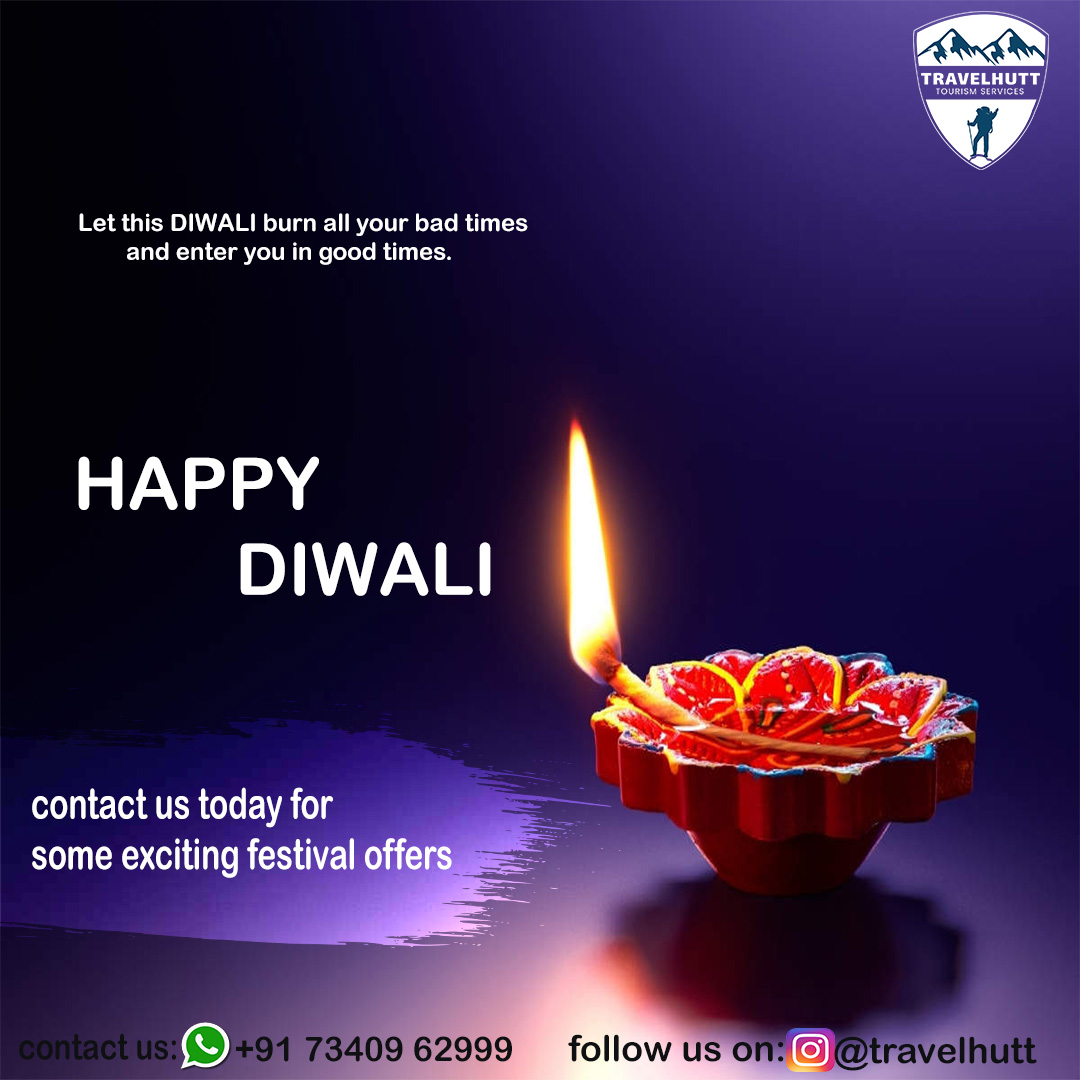 TRAVELHUTT
TOURISM SERVICES
Let this DIWALI burn all your bad times
and enter you in good times.
HAPPY
DIWALI
contact us today for
some exciting festival offers
contact us: +91 73409 62999
follow us on: @travelhutt